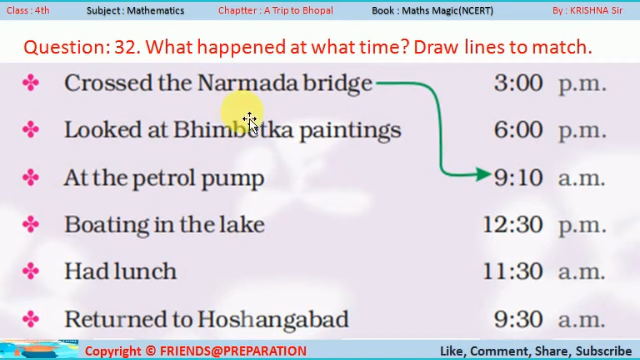 Class : 4th Subject : Mathematics Chaptter : A Trip to Bhopal Book : Maths Magic(NCERT) By : KRISHNA Sir
Question: 32. What happened at what time? Draw lines to match.
Crossed the Narmada bridge 3:00 p.m.
Looked at Bhimbetka paintings 6:00 p.m.
At the petrol pump 9:10 a.m.
Boating in the lake 12:30 p.m.
Had lunch 11:30 a.m.
Returned to Hoshangabad 9:30 a.m.
Copyright © FRIENDS@PREPARATION Like, Comment, Share, Subscribe